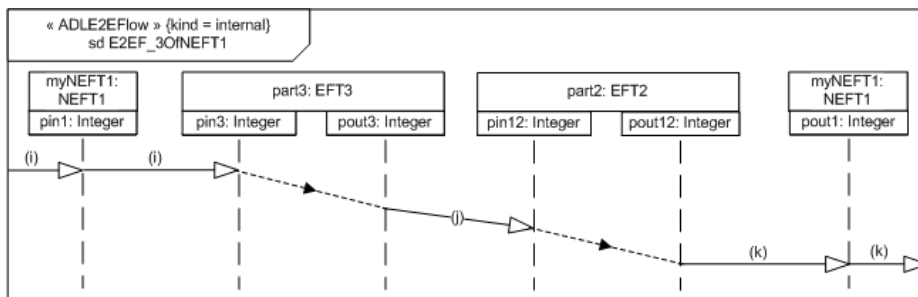 « ADLE2EFlow » {kind = internal}
sd E2EF_3OfNEFT1
myNEFT1:
NEFT1
pin1: Integer
part3: EFT3
pin3: Integer
pout3: Integer
part2: EFT2
pin12: Integer
pout12: Integer
myNEFT1:
NEFT1
pout1: Integer
(i)
(i)
(j)
(k)
(k)